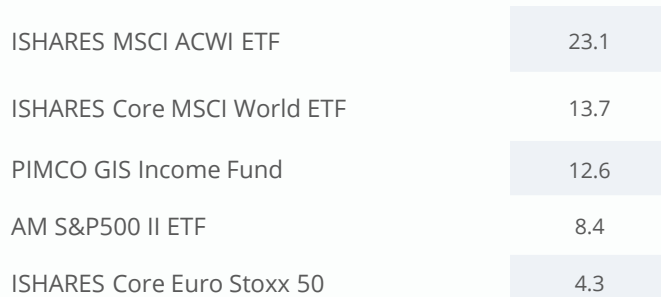 ISHARES MSCI ACWI ETF 23.1
ISHARES Core MSCI World ETF 13.7
PIMCO GIS Income Fund 12.6
AM S&P500 II ETF 8.4
ISHARES Core Euro Stoxx 50 4.3